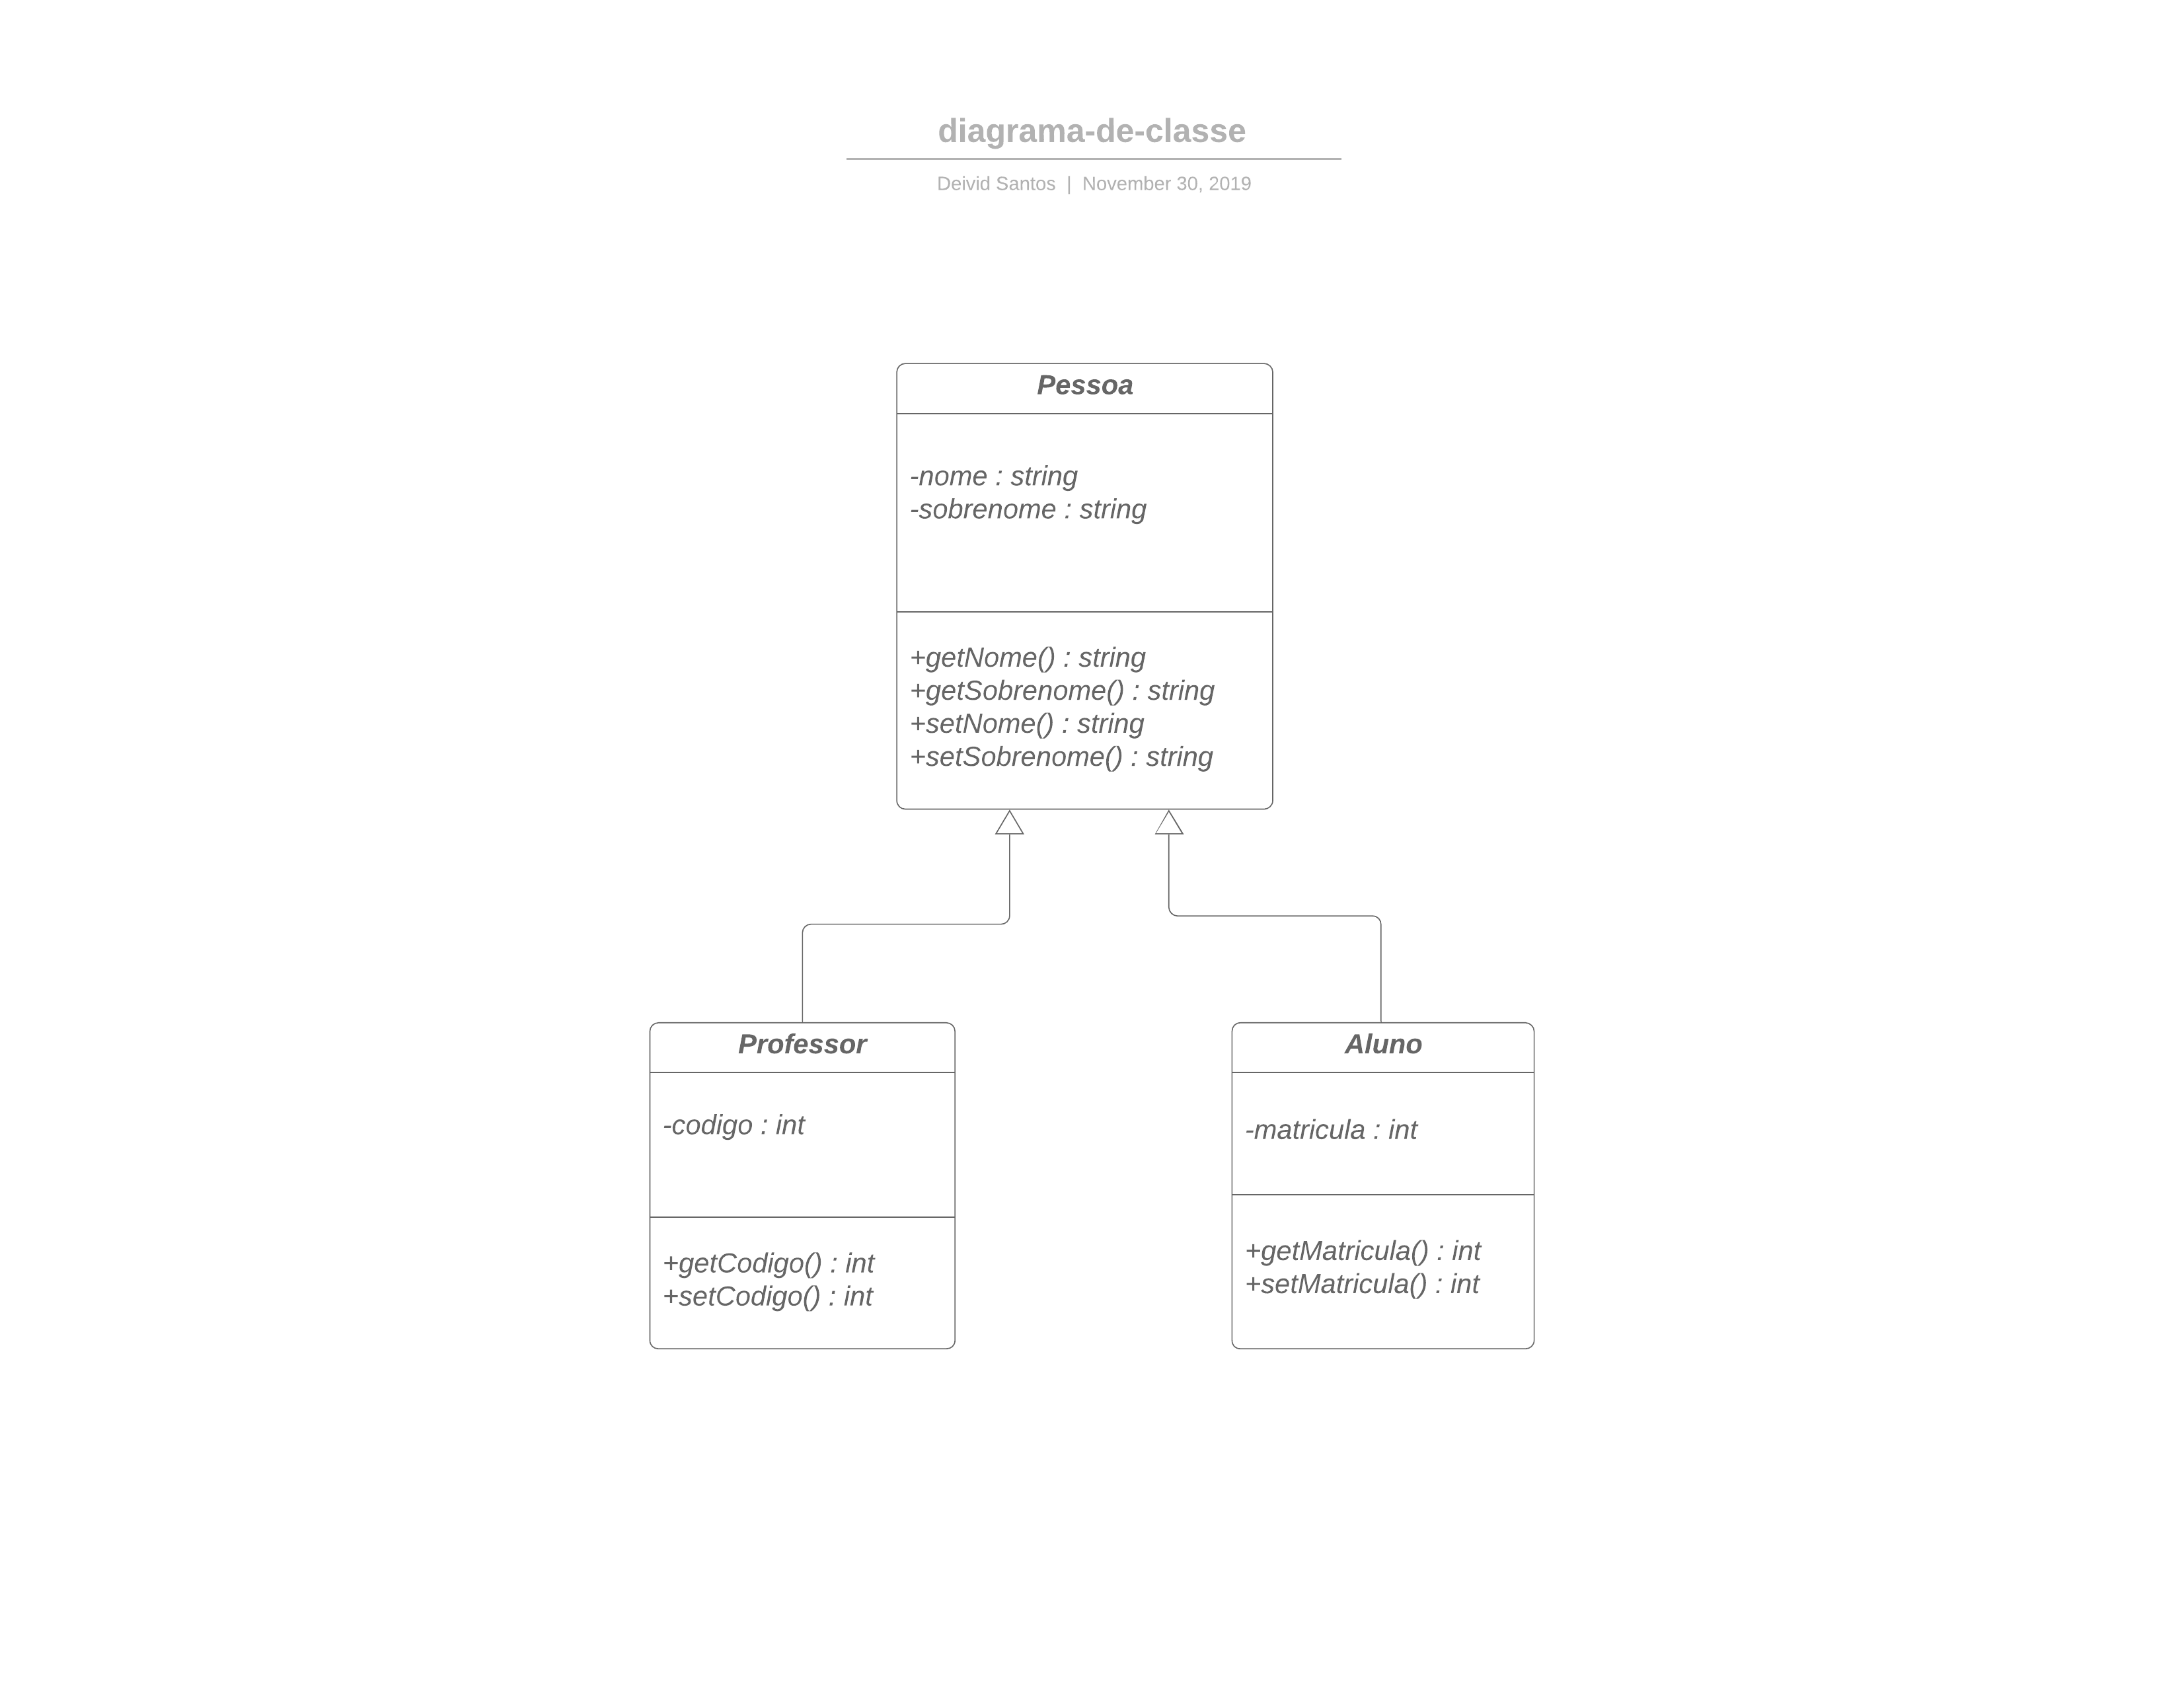 diagrama-de-classe
Deivid Santos | November 30, 2019
Pessoa
-nome : string
-sobrenome : string
+getNome() : string
+getSobrenome() : string
+setNome() : string
+setSobrenome() : string
Professor
-codigo : int
+getCodigo() : int
+setCodigo() : int
Aluno
-matricula : int
+getMatricula() : int
+setMatricula() : int